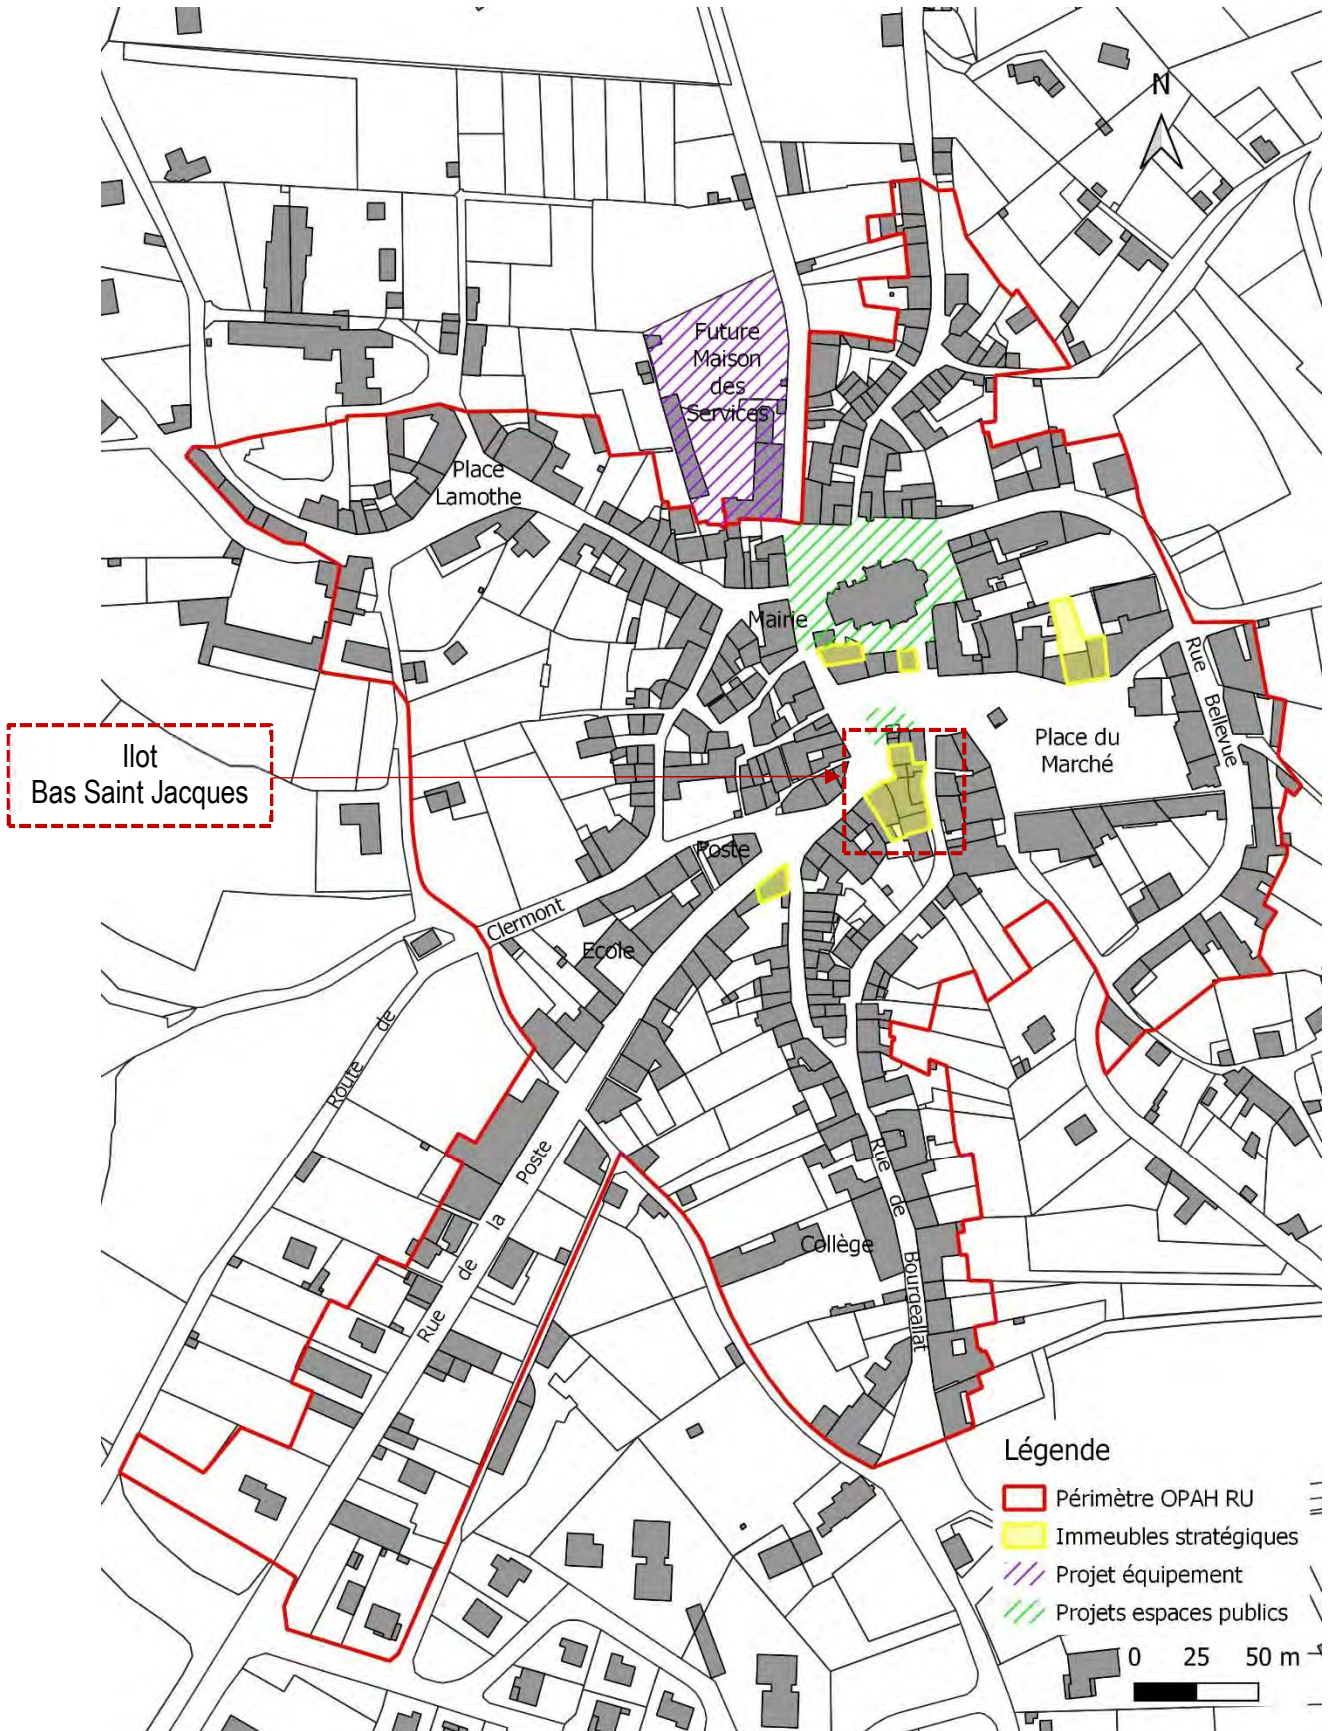 N
Future
Maison
des
Services
Place
Lamothe
Mairie
Rue Bellevue
Place du
Marché
Ilot
Bas Saint Jacques
Poste
Clermont
Ecole
Route de
Rue de la Poste
Rue de Bourgeallat
Collège
Légende
Périmètre OPAH RU
Immeubles stratégiques
Projet équipement
Projets espaces publics
0 25 50 m